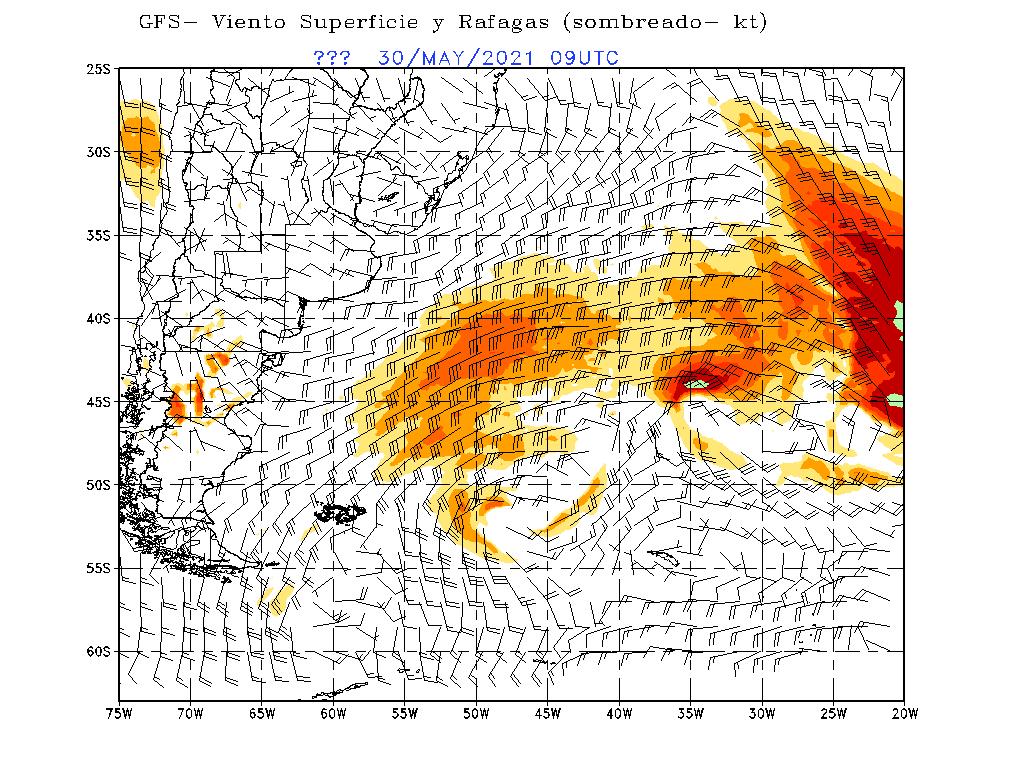 GFS- Viento Superficie y Rafagas (sombreado- kt)
??? 30/MAY/2021 09UTC
25S
30S
35S
40S
45S
50S
55S
60S
75W 70W 65W 60W 55W 50W 45W 40W 35W 30W 25W 20W